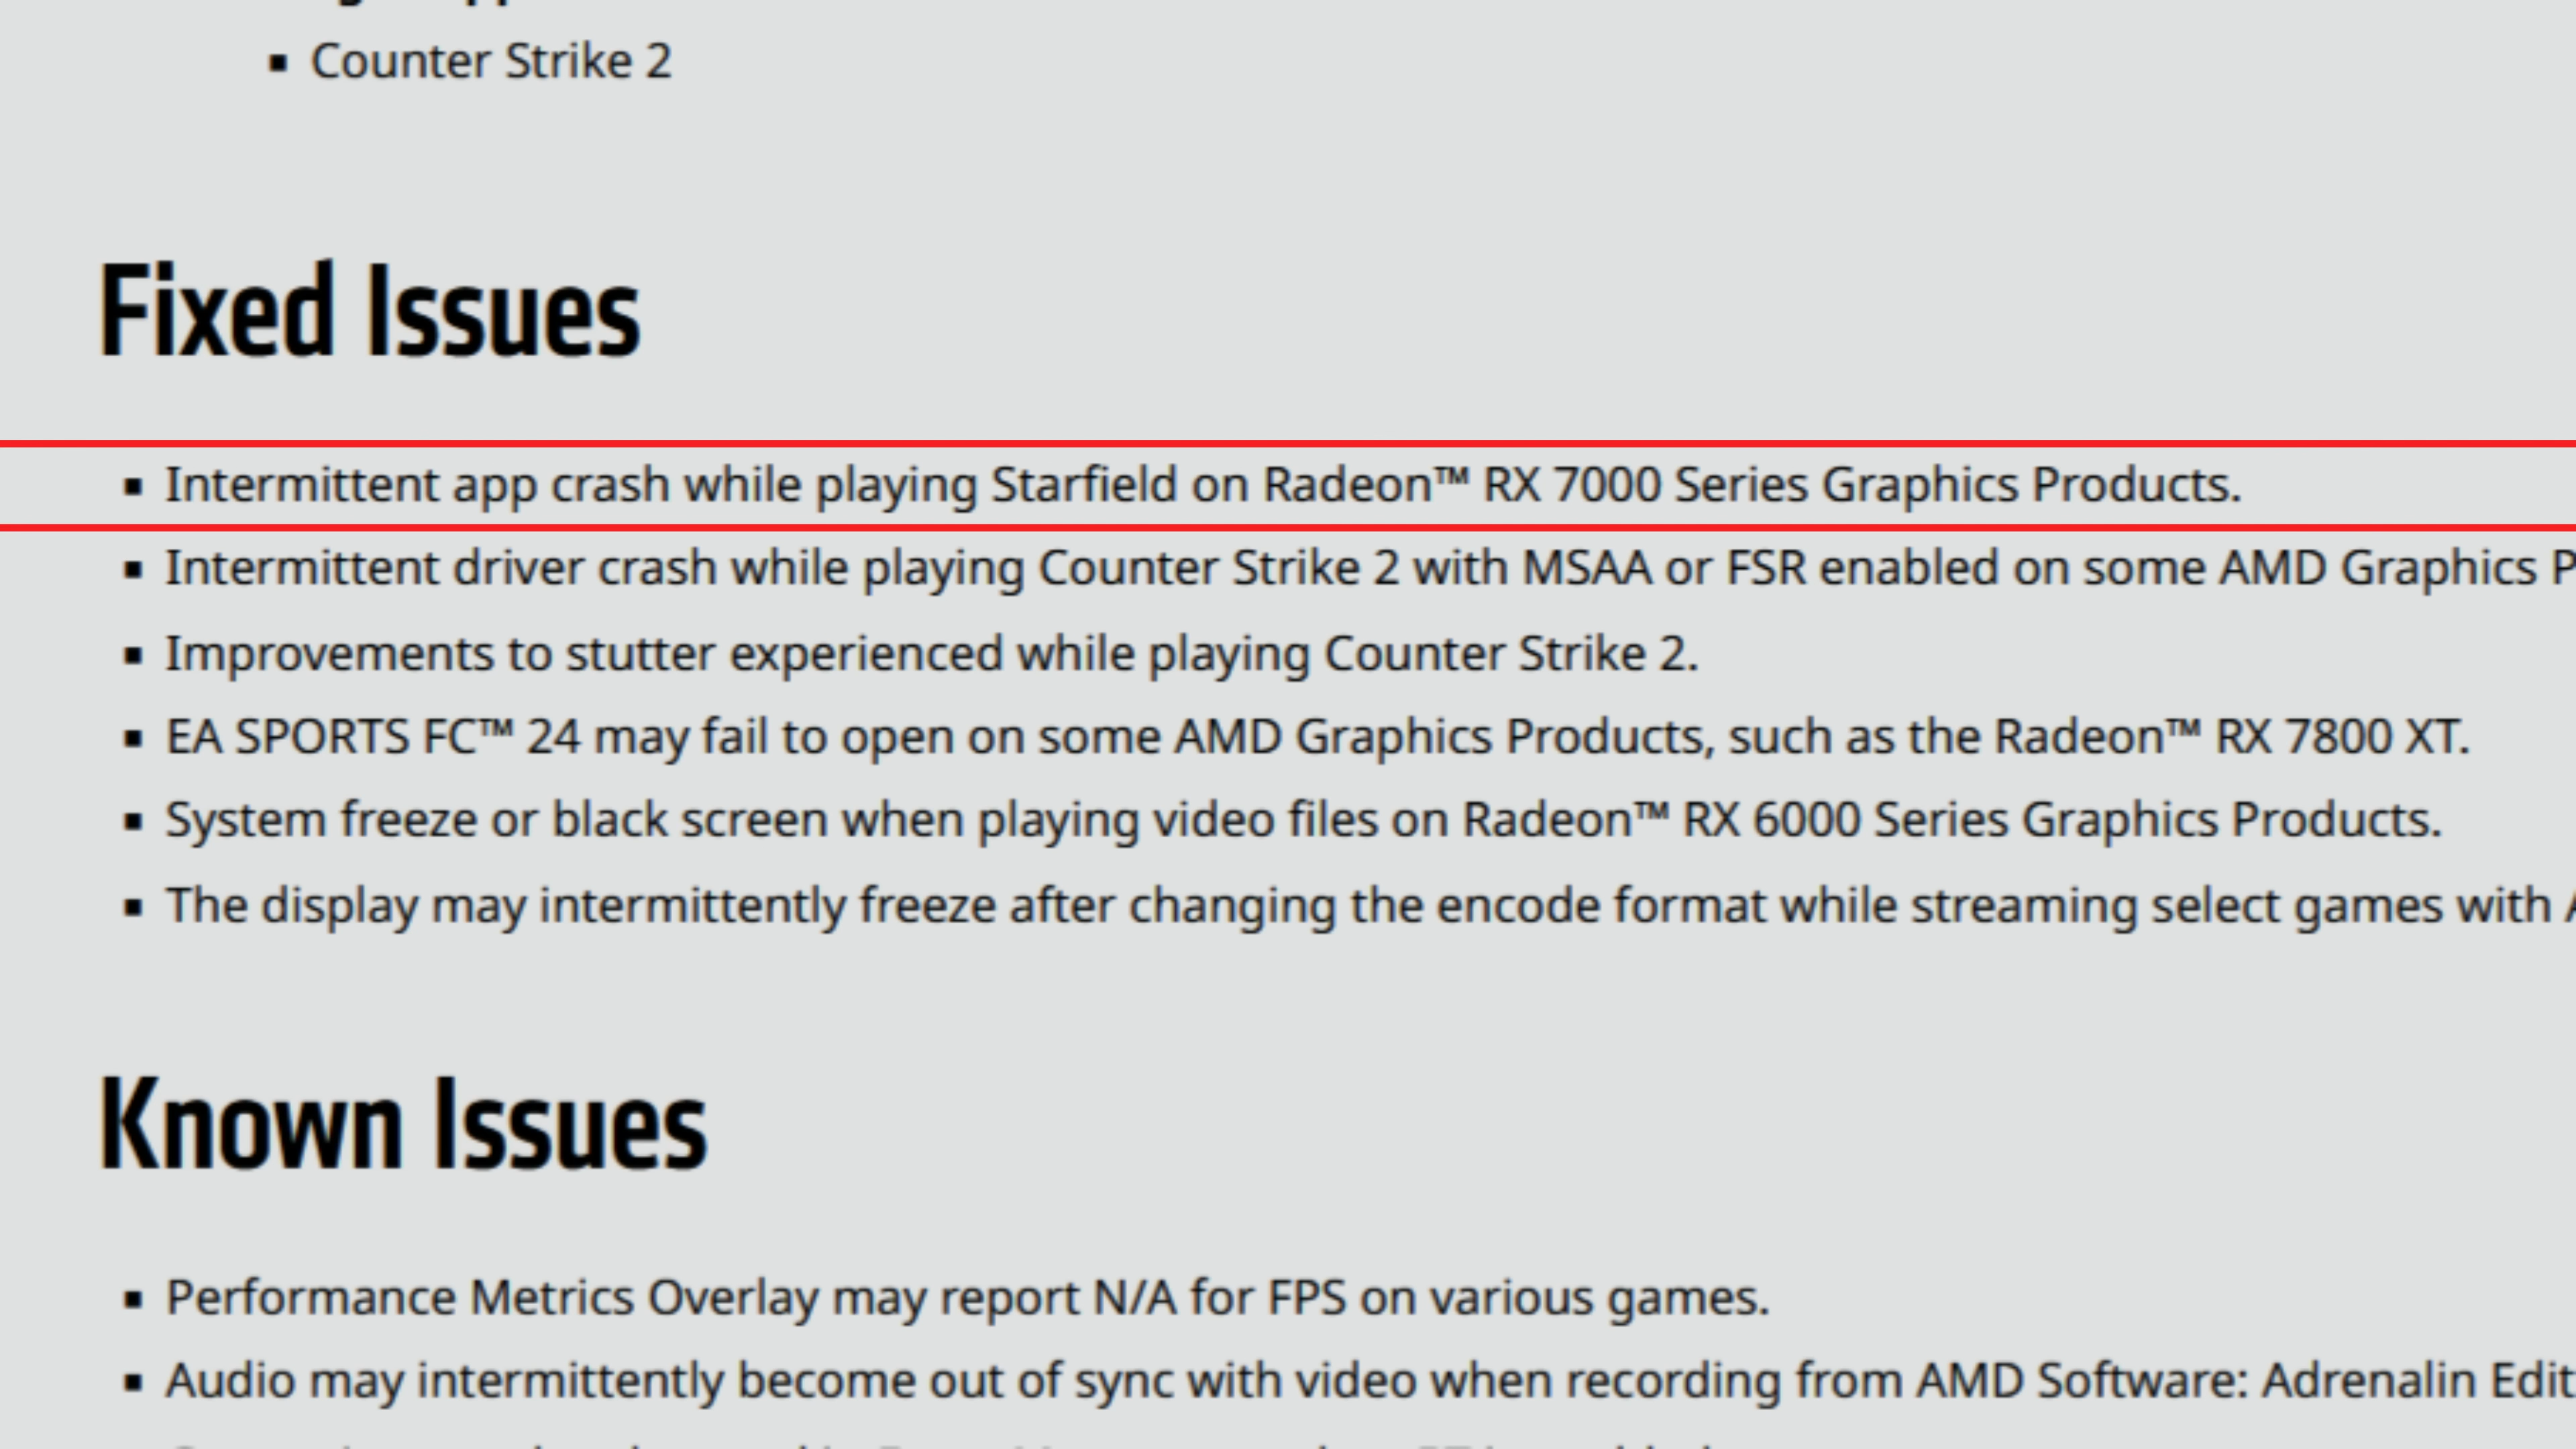 Counter Strike 2
Fixed Issues
Intermittent app crash while playing Starfield on Radeon™ RX 7000 Series Graphics Products.
Intermittent driver crash while playing Counter Strike 2 with MSAA or FSR enabled on some AMD Graphics
Improvements to stutter experienced while playing Counter Strike 2.
EA SPORTS FC™ 24 may fail to open on some AMD Graphics Products, such as the Radeon™ RX 7800 XT.
System freeze or black screen when playing video files on Radeon™ RX 6000 Series Graphics Products.
The display may intermittently freeze after changing the encode format while streaming select games with
Known Issues
Performance Metrics Overlay may report N/A for FPS on various games.
Audio may intermittently become out of sync with video when recording from AMD Software: Adrenalin Edit